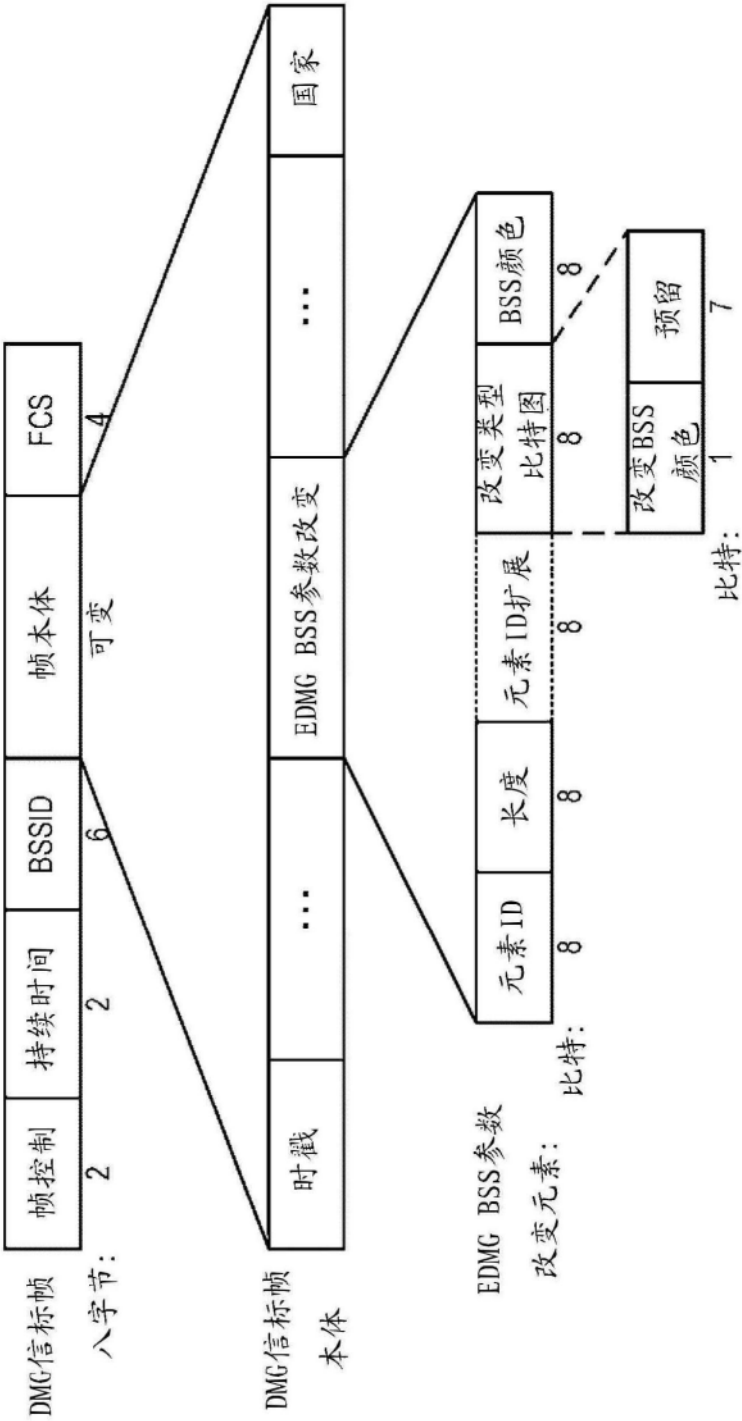 DMG信标帧
帧控制
持续时间
BSSID
帧本体
FCS
八字节:
2
2
6
可变
4
DMG信标帧
本体
时戳
...
EDMG BSS参数改变
...
国家
EDMG BSS参数
改变元素:
元素ID
长度
元素ID扩展
改变类型
比特图
BSS颜色
比特:
8
8
8
8
8
改变BSS
颜色
预留
比特:
1
7